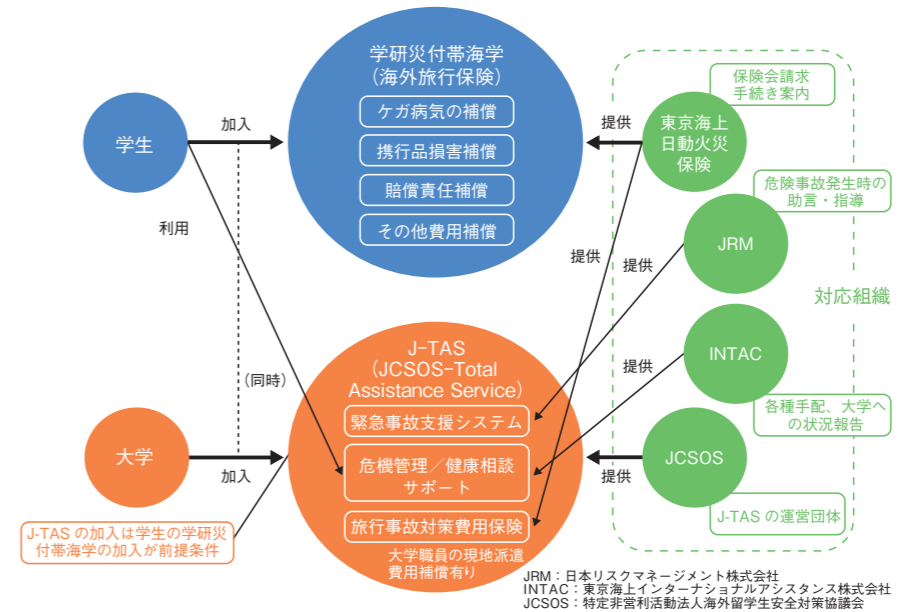 学研災付帯海学
（海外旅行保険）
ケガ病気の補償
携行品損害補償
賠償責任補償
その他費用補償
学生
加入
利用
提供
東京海上
日動火災
保険
保険会請求
手続き案内
危険事故発生時の
助言・指導
JRM
提供
提供
対応組織
INTAC
提供
各種手配、大学へ
の状況報告
J-TAS
（JCSOS-Total
Assistance Service）
緊急事故支援システム
危機管理／健康相談
サポート
旅行事故対策費用保険
大学職員の現地派遣
費用補償有り
（同時）
大学
加入
JCSOS
提供
J-TAS の運営団体
J-TAS の加入は学生の学研災
付帯海学の加入が前提条件
JRM：日本リスクマネージメント株式会社
INTAC：東京海上インターナショナルアシスタンス株式会社
JCSOS：特定非営利活動法人海外留学生安全対策協議会